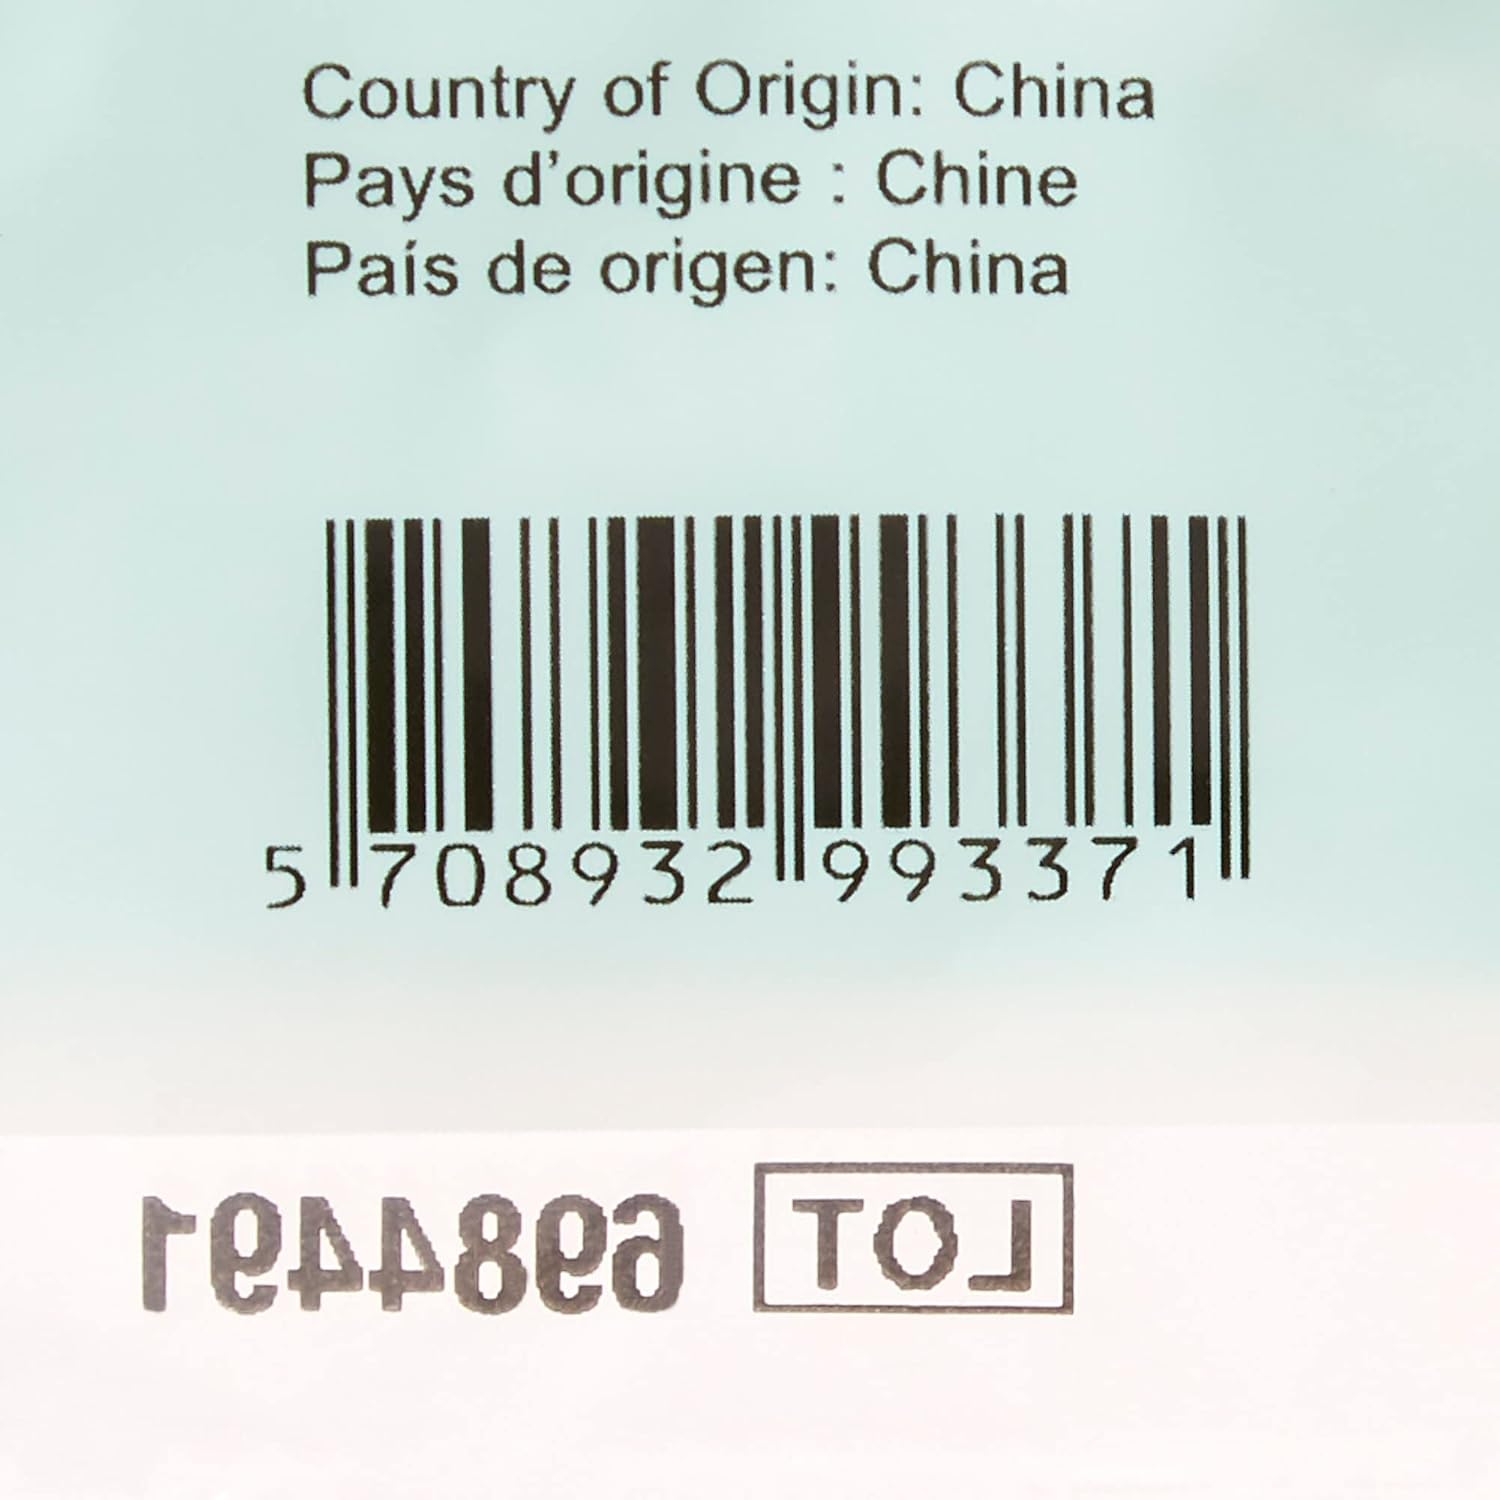 Country of Origin: China
Pays d'origine : Chine
País de origen: China
5 708932 993371
LOT 6984491